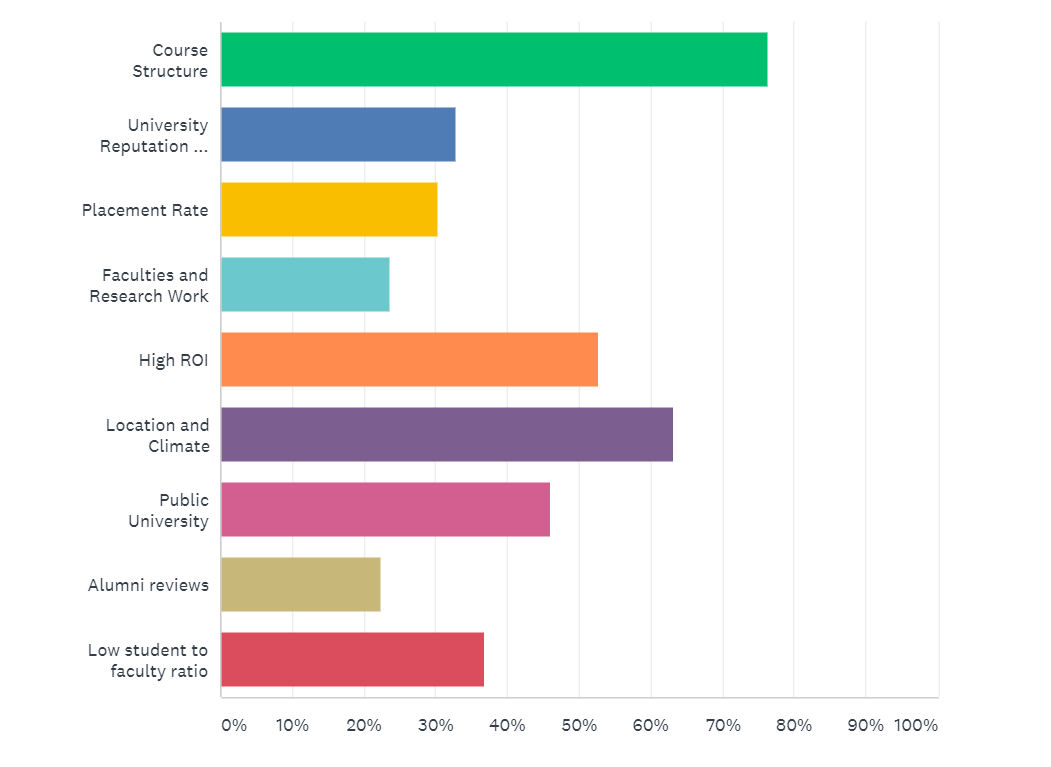 Course
Structure
University
Reputation ...
Placement Rate
Faculties and
Research Work
High ROI
Location and
Climate
Public
University
Alumni reviews
Low student to
faculty ratio
0% 10% 20% 30% 40% 50% 60% 70% 80% 90% 100%